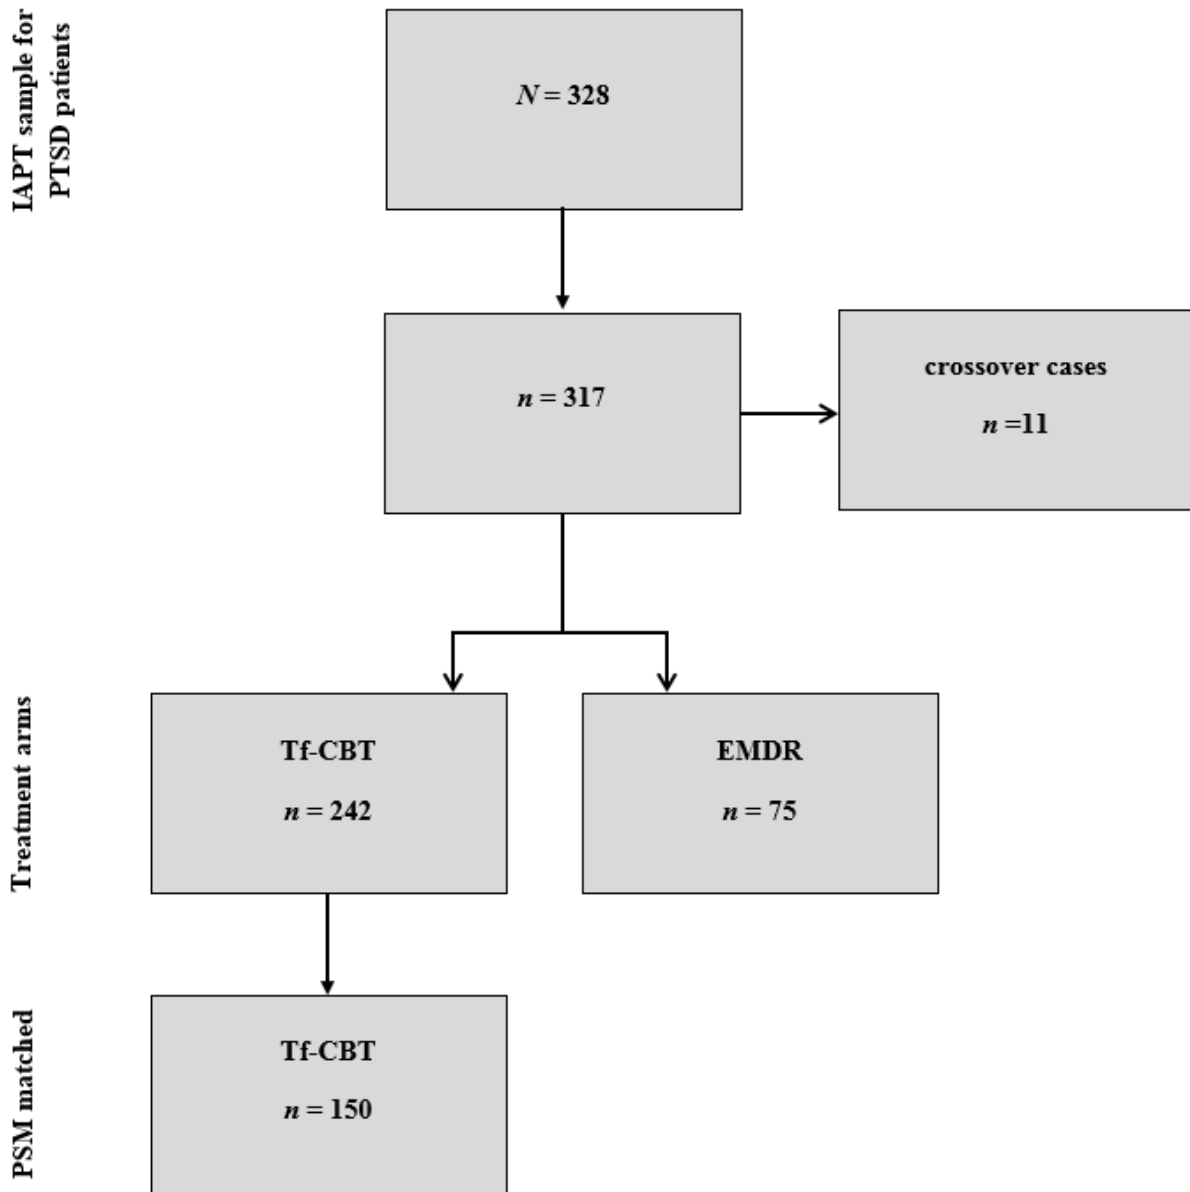 IAPT sample for
PTSD patients
N = 328
n = 317
crossover cases
n =11
Treatment arms
Tf-CBT
n = 242
EMDR
n = 75
PSM matched
Tf-CBT
n = 150